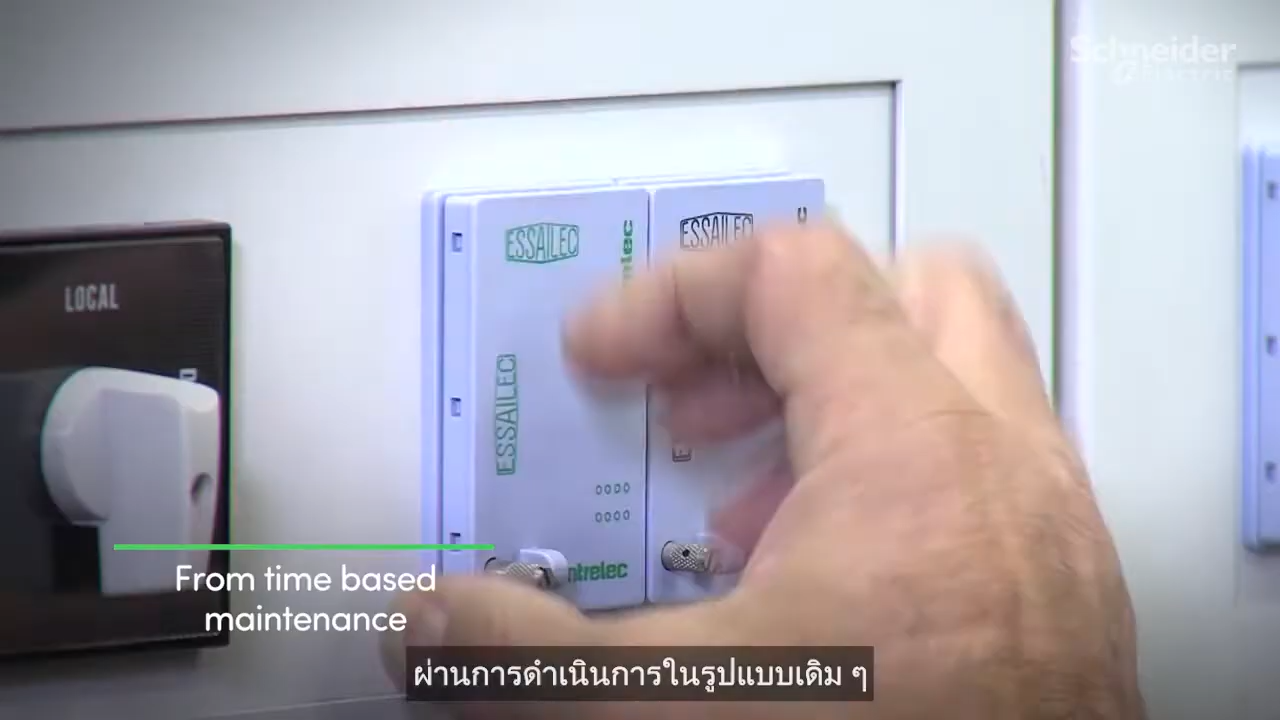 Schneider
Electric
ESSAILEC
ESSAILEC
LOCAL
ESSAILEC
ntrelec
From time based
maintenance
ผ่านการดำเนินการในรูปแบบเดิม ๆ